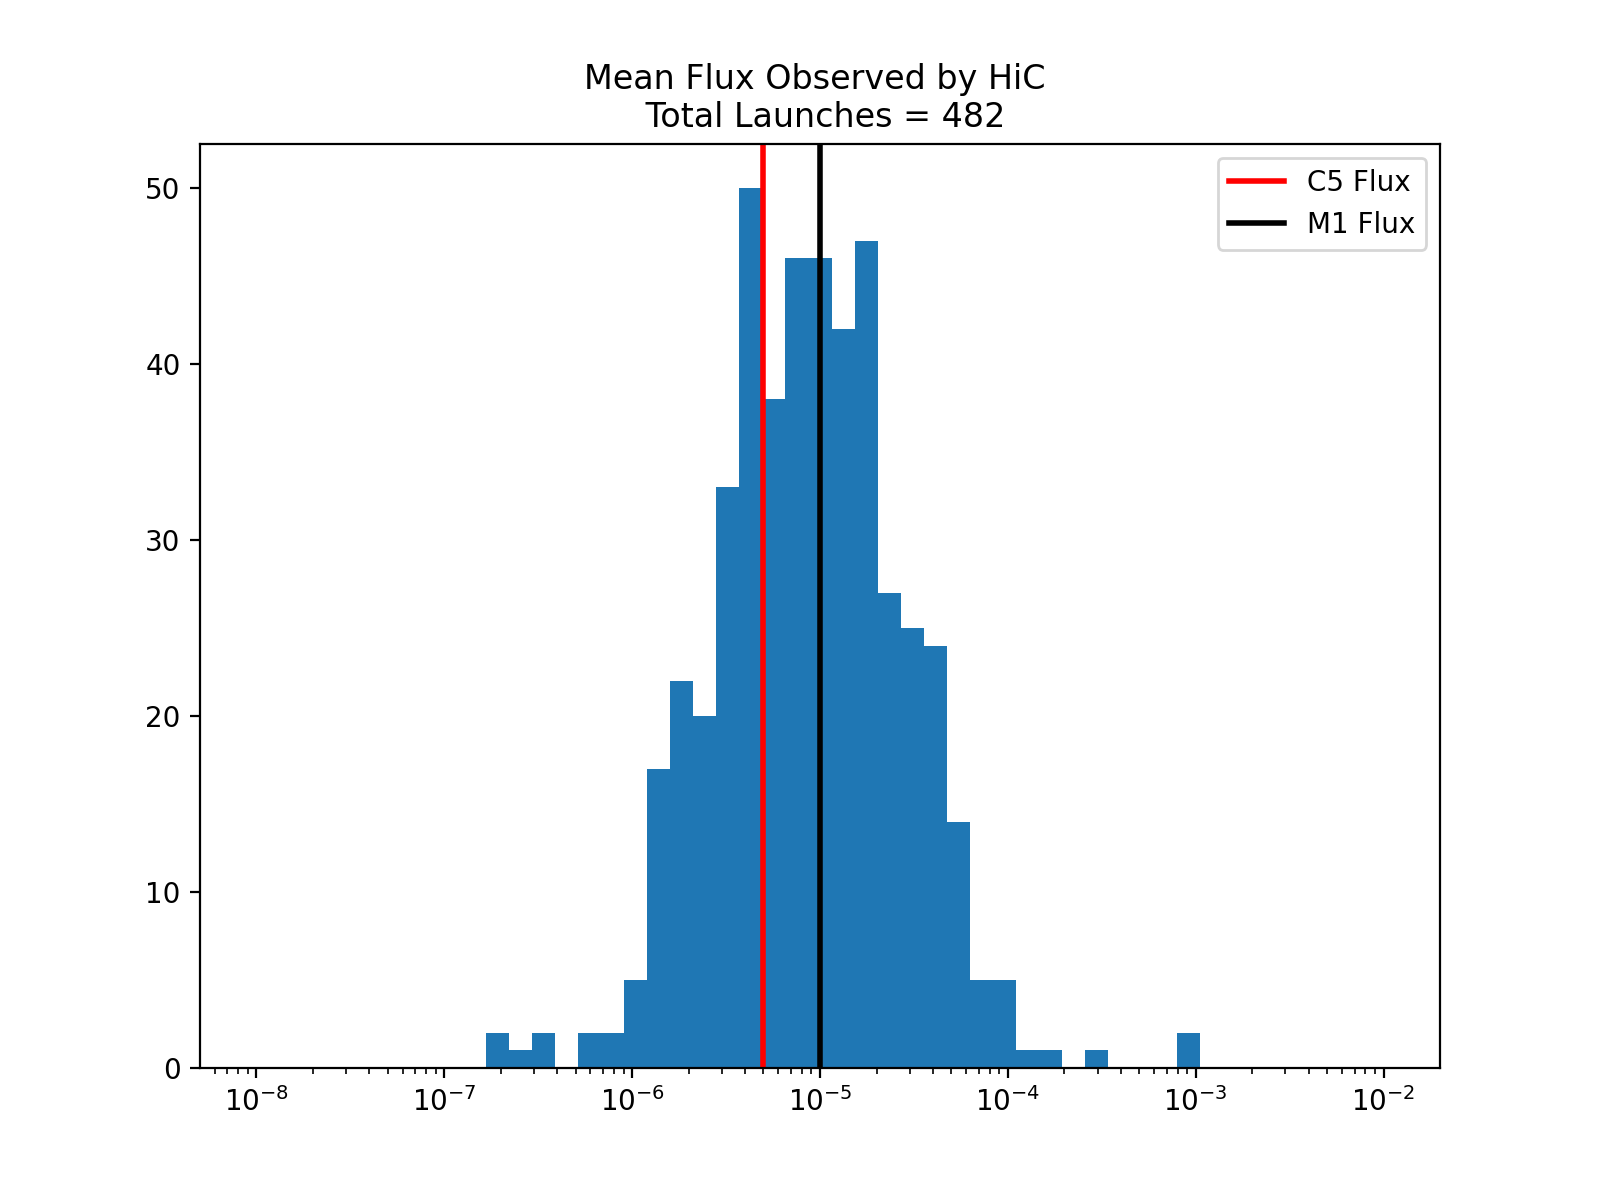 Mean Flux Observed by HiC
Total Launches = 482
C5 Flux
M1 Flux
50
40
30
20
10
0
10⁻⁸ 10⁻⁷ 10⁻⁶ 10⁻⁵ 10⁻⁴ 10⁻³ 10⁻²